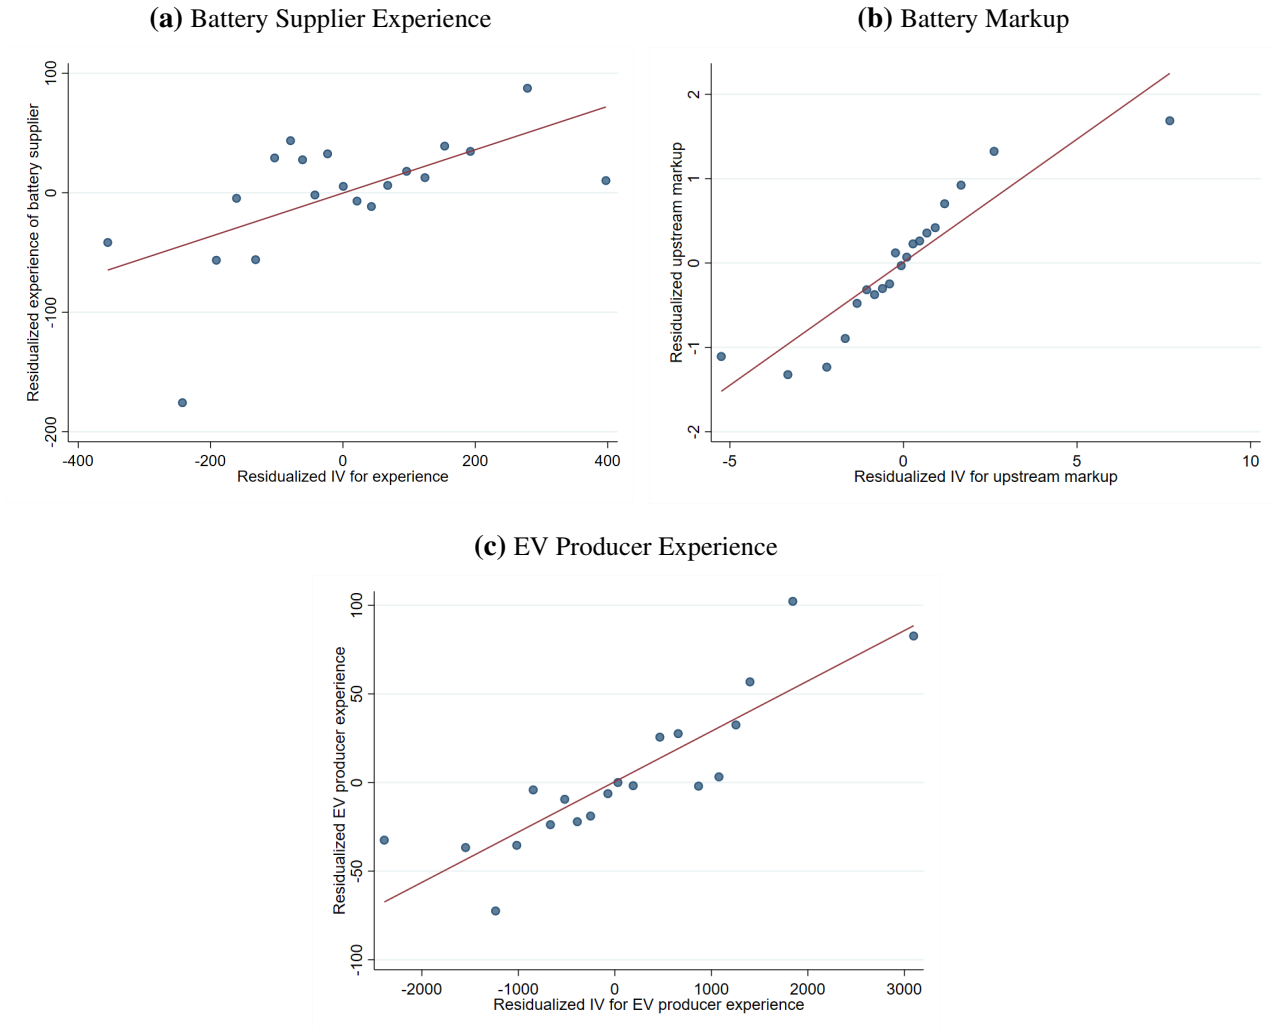 (a) Battery Supplier Experience
100
0
-100
-200
Residualized experience of battery supplier
-400 -200 0 200 400
Residualized IV for experience
(b) Battery Markup
2
1
0
-1
-2
Residualized upstream markup
-5 0 5 10
Residualized IV for upstream markup
(c) EV Producer Experience
100
50
0
-50
-100
Residualized EV producer experience
-2000 -1000 0 1000 2000 3000
Residualized IV for EV producer experience